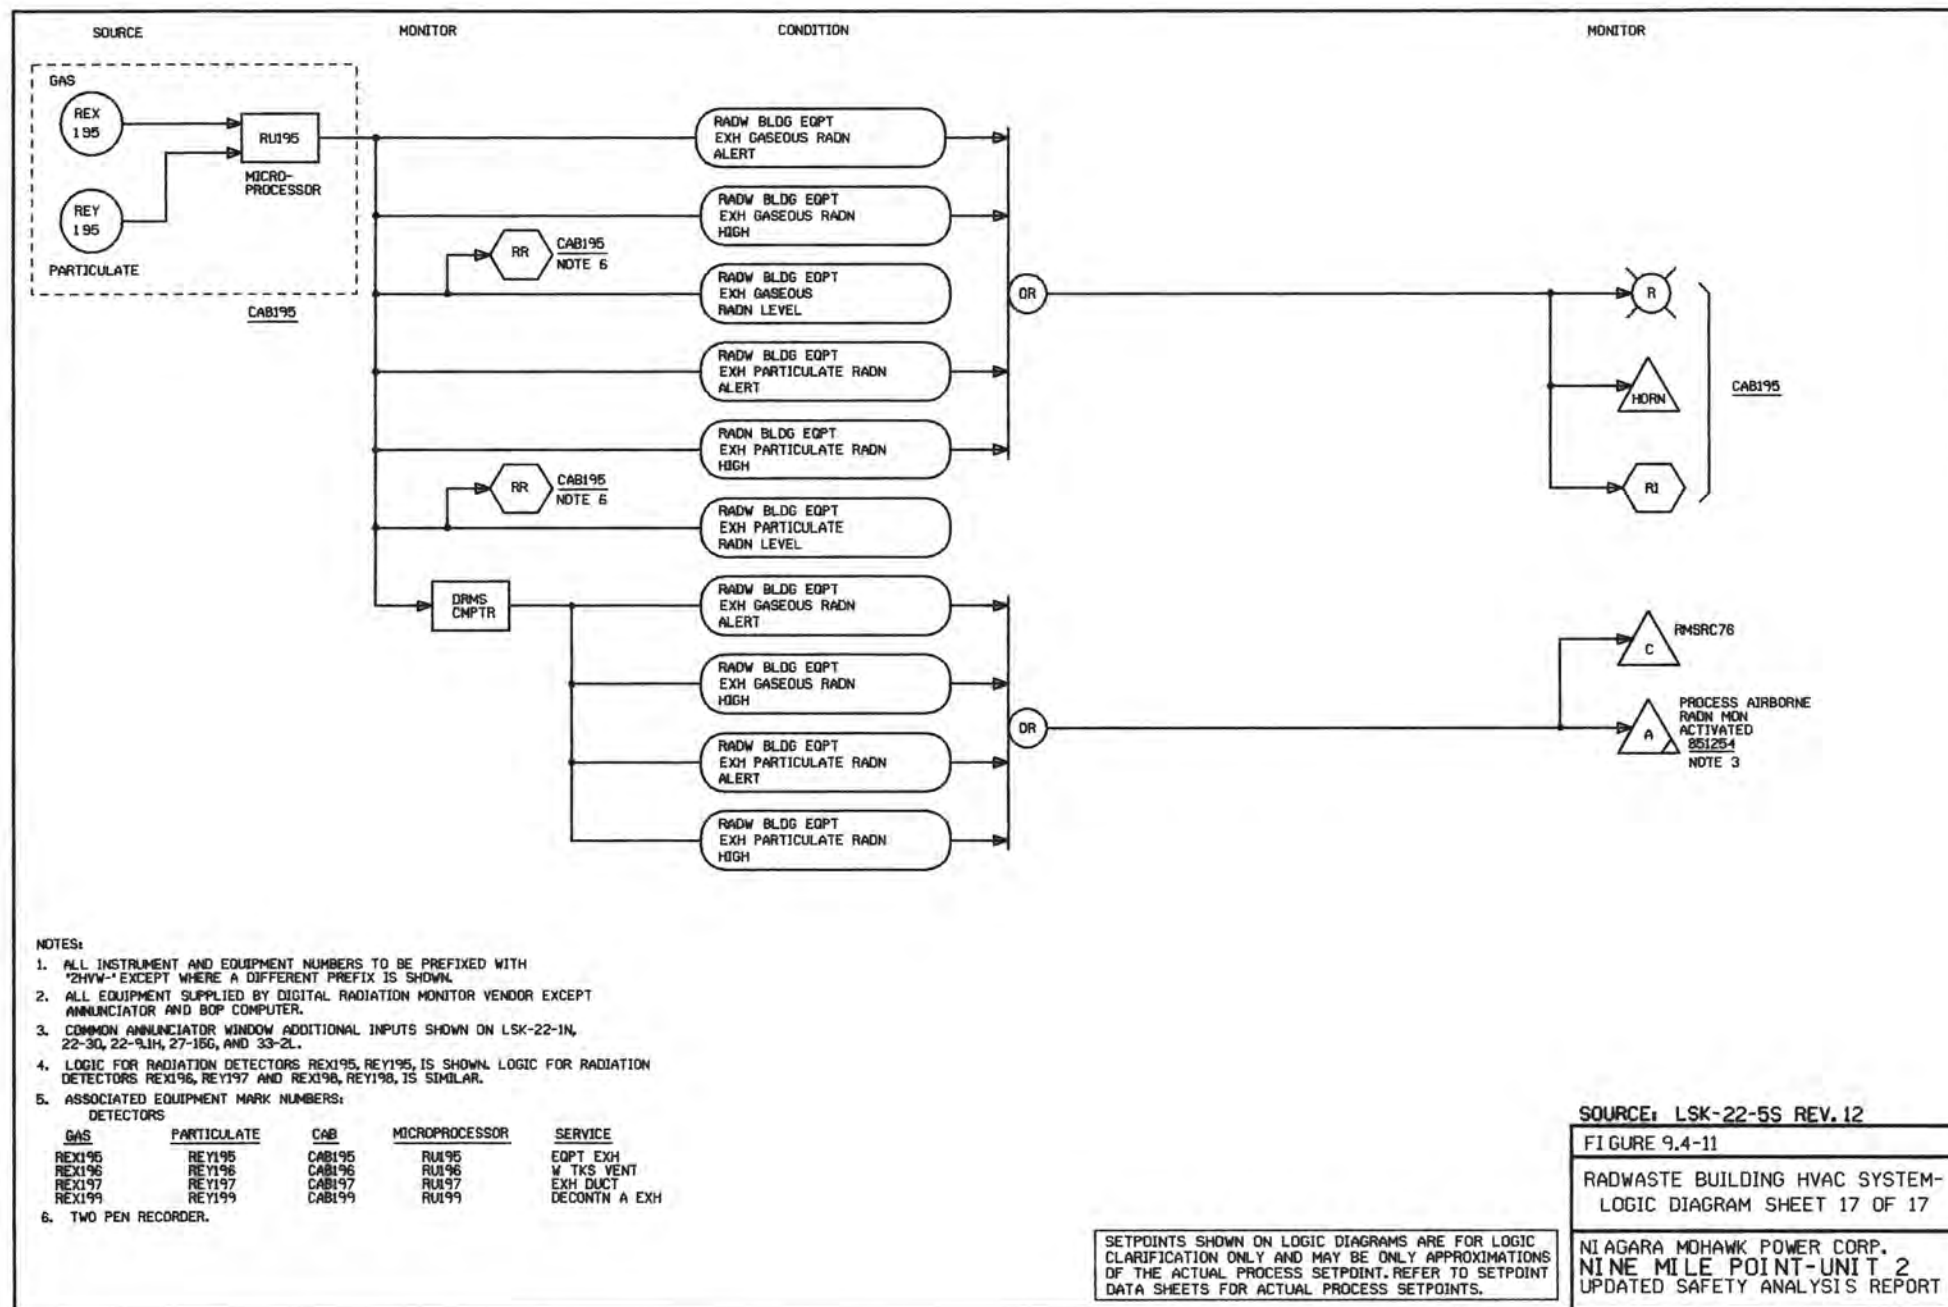 SOURCE
MONITOR
CONDITION
MONITOR
GAS
REX
195
RU195
MICRO-
PROCESSOR
REY
195
PARTICULATE
CAB195
RADW BLDG EQPT
EXH GASEOUS RADN
ALERT
RADW BLDG EQPT
EXH GASEOUS RADN
HIGH
RR
CAB195
NOTE 6
RADW BLDG EQPT
EXH GASEOUS
RADN LEVEL
OR
R
RADW BLDG EQPT
EXH PARTICULATE RADN
ALERT
HORN
CAB195
RADN BLDG EQPT
EXH PARTICULATE RADN
HIGH
RI
RR
CAB195
NOTE 6
RADW BLDG EQPT
EXH PARTICULATE
RADN LEVEL
DRMS
CMPTR
RADW BLDG EQPT
EXH GASEOUS RADN
ALERT
C
RMSRC76
RADW BLDG EQPT
EXH GASEOUS RADN
HIGH
OR
A
PROCESS AIRBORNE
RADN MON
ACTIVATED
851254
NOTE 3
RADW BLDG EQPT
EXH PARTICULATE RADN
ALERT
RADW BLDG EQPT
EXH PARTICULATE RADN
HIGH
NOTES:
1. ALL INSTRUMENT AND EQUIPMENT NUMBERS TO BE PREFIXED WITH
"2HVW-" EXCEPT WHERE A DIFFERENT PREFIX IS SHOWN.
2. ALL EQUIPMENT SUPPLIED BY DIGITAL RADIATION MONITOR VENDOR EXCEPT
ANNUNCIATOR AND BOP COMPUTER.
3. COMMON ANNUNCIATOR WINDOW ADDITIONAL INPUTS SHOWN ON LSK-22-1N,
22-3Q, 22-9.1H, 27-15G, AND 33-2L.
4. LOGIC FOR RADIATION DETECTORS REX195, REY195, IS SHOWN. LOGIC FOR RADIATION
DETECTORS REX196, REY197 AND REX198, REY198, IS SIMILAR.
5. ASSOCIATED EQUIPMENT MARK NUMBERS:
DETECTORS
GAS PARTICULATE CAB MICROPROCESSOR SERVICE
REX195 REY195 CAB195 RU195 EQPT EXH
REX196 REY196 CAB196 RU196 W TKS VENT
REX197 REY197 CAB197 RU197 EXH DUCT
REX199 REY199 CAB199 RU199 DECONTN A EXH
6. TWO PEN RECORDER.
SETPOINTS SHOWN ON LOGIC DIAGRAMS ARE FOR LOGIC
CLARIFICATION ONLY AND MAY BE ONLY APPROXIMATIONS
OF THE ACTUAL PROCESS SETPOINT. REFER TO SETPOINT
DATA SHEETS FOR ACTUAL PROCESS SETPOINTS.
SOURCE: LSK-22-5S REV. 12
FIGURE 9.4-11
RADWASTE BUILDING HVAC SYSTEM-
LOGIC DIAGRAM SHEET 17 OF 17
NIAGARA MOHAWK POWER CORP.
NINE MILE POINT-UNIT 2
UPDATED SAFETY ANALYSIS REPORT